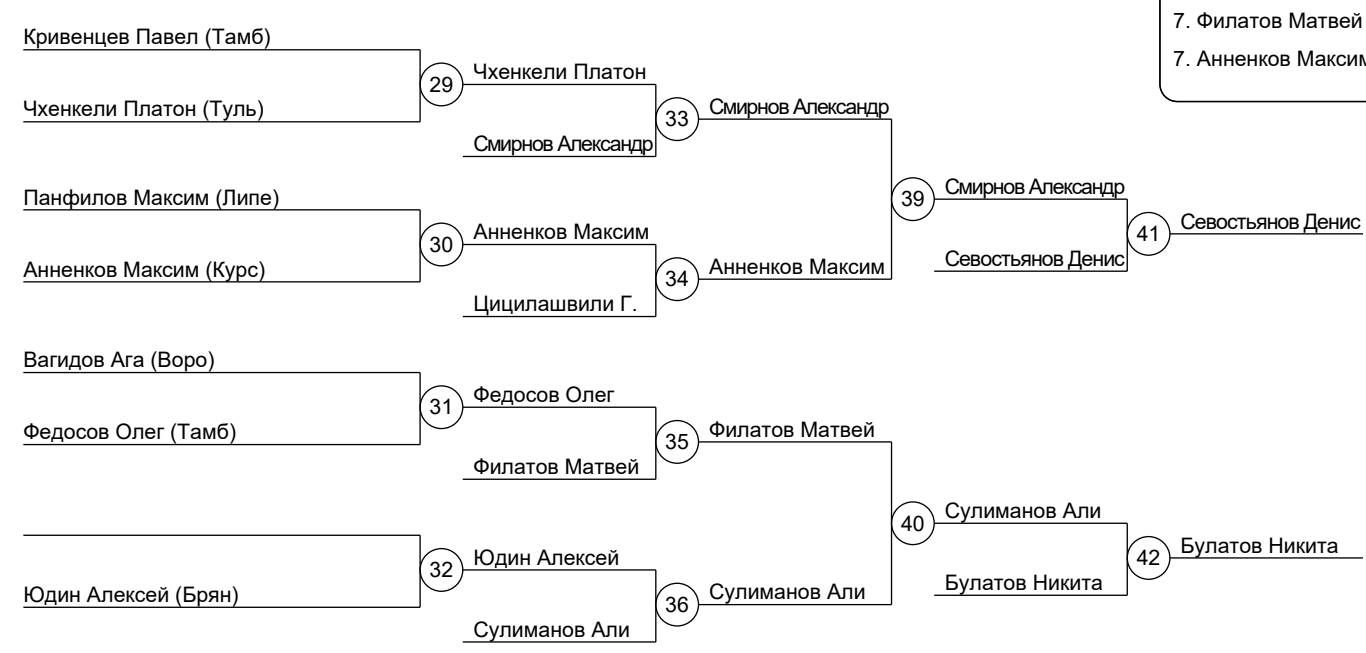 7. Филатов Матвей
7. Анненков Максим
Кривенцев Павел (Тамб)
29
Чхенкели Платон
Чхенкели Платон (Туль)
33
Смирнов Александр
Смирнов Александр
Панфилов Максим (Липе)
39
Смирнов Александр
30
Анненков Максим
41
Севостьянов Денис
Анненков Максим (Курс)
34
Анненков Максим
Севостьянов Денис
Цицилашвили Г.
Вагидов Ага (Воро)
31
Федосов Олег
Федосов Олег (Тамб)
35
Филатов Матвей
Филатов Матвей
40
Сулиманов Али
32
Юдин Алексей
42
Булатов Никита
Юдин Алексей (Брян)
36
Сулиманов Али
Булатов Никита
Сулиманов Али